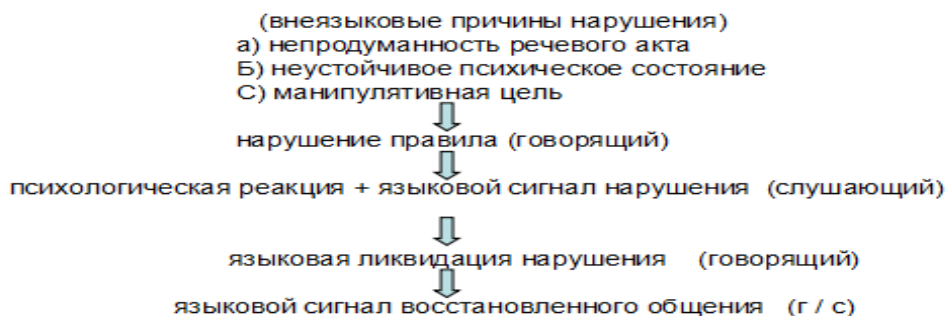 (внеязыковые причины нарушения)
а) непродуманность речевого акта
Б) неустойчивое психическое состояние
С) манипулятивная цель
нарушение правила (говорящий)
психологическая реакция + языковой сигнал нарушения (слушающий)
языковая ликвидация нарушения (говорящий)
языковой сигнал восстановленного общения (г / с)